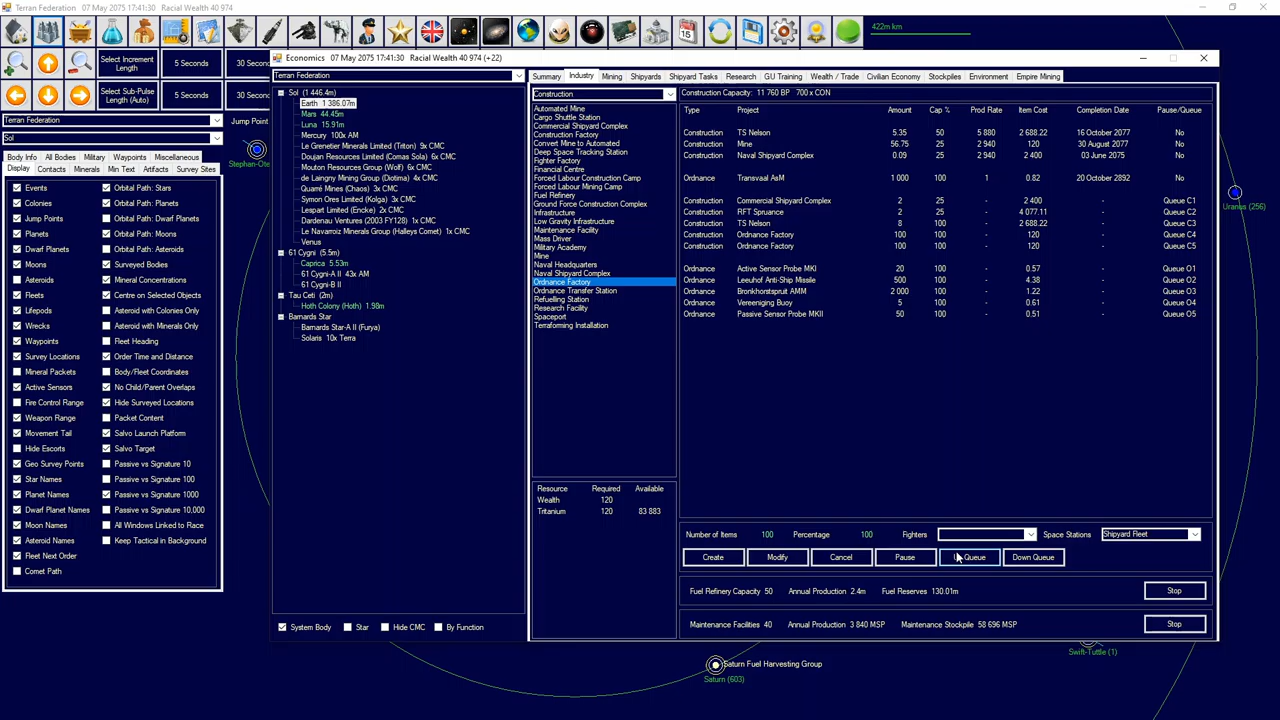 Terran Federation   07 May 2075 17:41:30   Racial Wealth 40 974
422m km
Economics   07 May 2075 17:41:30   Racial Wealth 40 974 (+22)
Select Increment Length
5 Seconds
30 Second
Select Sub-Pulse Length (Auto)
5 Seconds
30 Second
Terran Federation
Jump Point
Sol
Stephan-Ote
Body Info   All Bodies   Military   Waypoints   Miscellaneous
Display   Contacts   Minerals   Min Text   Artifacts   Survey Sites
Events   Orbital Path: Stars
Colonies   Orbital Path: Planets
Jump Points   Orbital Path: Dwarf Planets
Planets   Orbital Path: Moons
Dwarf Planets   Orbital Path: Asteroids
Moons   Surveyed Bodies
Asteroids   Mineral Concentrations
Fleets   Centre on Selected Objects
Lifepods   Asteroid with Colonies Only
Wrecks   Asteroid with Minerals Only
Waypoints   Fleet Heading
Survey Locations   Order Time and Distance
Mineral Packets   Body/Fleet Coordinates
Active Sensors   No Child/Parent Overlaps
Fire Control Range   Hide Surveyed Locations
Weapon Range   Packet Content
Movement Tail   Salvo Launch Platform
Hide Escorts   Salvo Target
Geo Survey Points   Passive vs Signature 10
Star Names   Passive vs Signature 100
Planet Names   Passive vs Signature 1000
Dwarf Planet Names   Passive vs Signature 10,000
Moon Names   All Windows Linked to Race
Asteroid Names   Keep Tactical in Background
Fleet Next Order
Comet Path
Terran Federation
Sol (1 446.4m)
Earth 1 386.07m
Mars 44.45m
Luna 15.91m
Mercury 100x AM
Le Grenetier Minerals Limited (Triton) 9x CMC
Doujan Resources Limited (Comas Sola) 8x CMC
Mouton Resources Corporation (Wolf) 6x CMC
de Laingny Mining Group (Diotima) 4x CMC
Quarré Mines (Chaos) 3x CMC
Symon Ores Limited (Kolga) 3x CMC
Lespart Limited (Encke) 2x CMC
Dardenau Ventures (2003 FY128) 1x CMC
Le Navarroiz Minerals Group (Halleys Comet) 1x CMC
Venus
61 Cygni (5.5m)
Caprica 5.53m
61 Cygni-A II 43x AM
61 Cygni-B II
Tau Ceti (2m)
Hoth Colony (Hoth) 1.98m
Barnards Star
Barnards Star-A II (Furya)
Solaris 10x Terra
System Body   Star   Hide CMC   By Function
Summary   Industry   Mining   Shipyards   Shipyard Tasks   Research   GU Training   Wealth / Trade   Civilian Economy   Stockpiles   Environment   Empire Mining
Construction
Automated Mine
Cargo Shuttle Station
Commercial Shipyard Complex
Construction Factory
Convert Mine to Automated
Deep Space Tracking Station
Fighter Factory
Financial Centre
Forced Labour Construction Camp
Forced Labour Mining Camp
Fuel Refinery
Ground Force Construction Complex
Infrastructure
Low Gravity Infrastructure
Maintenance Facility
Mass Driver
Military Academy
Mine
Naval Headquarters
Naval Shipyard Complex
Ordnance Factory
Ordnance Transfer Station
Refuelling Station
Research Facility
Spaceport
Terraforming Installation
Resource   Required   Available
Wealth   120
Tritanium   120   83 883
Construction Capacity: 11 760 BP   700 x CON
Type   Project   Amount   Cap %   Prod Rate   Item Cost   Completion Date   Pause/Queue
Construction   TS Nelson   5.35   50   5 880   2 688.22   16 October 2077   No
Construction   Mine   56.75   25   2 940   120   30 August 2077   No
Construction   Naval Shipyard Complex   0.09   25   2 940   2 400   03 June 2075   No
Ordnance   Transvaal AsM   1 000   100   1   0.82   20 October 2892   No
Construction   Commercial Shipyard Complex   2   25   -   2 400   -   Queue C1
Construction   RFT Spruance   2   25   -   4 077.11   -   Queue C2
Construction   TS Nelson   8   25   -   2 688.22   -   Queue C3
Construction   Ordnance Factory   100   100   -   120   -   Queue C4
Construction   Ordnance Factory   100   100   -   120   -   Queue C5
Ordnance   Active Sensor Probe MKI   20   100   -   0.57   -   Queue O1
Ordnance   Leeuhof Anti-Ship Missile   50   100   -   4.38   -   Queue O2
Ordnance   Bronkhorstspruit AMM   2 000   100   -   1.22   -   Queue O3
Ordnance   Vereeniging Buoy   5   100   -   0.61   -   Queue O4
Ordnance   Passive Sensor Probe MKII   50   100   -   0.51   -   Queue O5
Number of Items   100   Percentage   100   Fighters   Space Stations   Shipyard Fleet
Create   Modify   Cancel   Pause   Queue   Down Queue
Fuel Refinery Capacity 50   Annual Production 2.4m   Fuel Reserves 130.01m   Stop
Maintenance Facilities 40   Annual Production 3 840 MSP   Maintenance Stockpile 58 696 MSP   Stop
Uranus (256)
Swift-Tuttle (1)
Saturn Fuel Harvesting Group
Saturn (603)